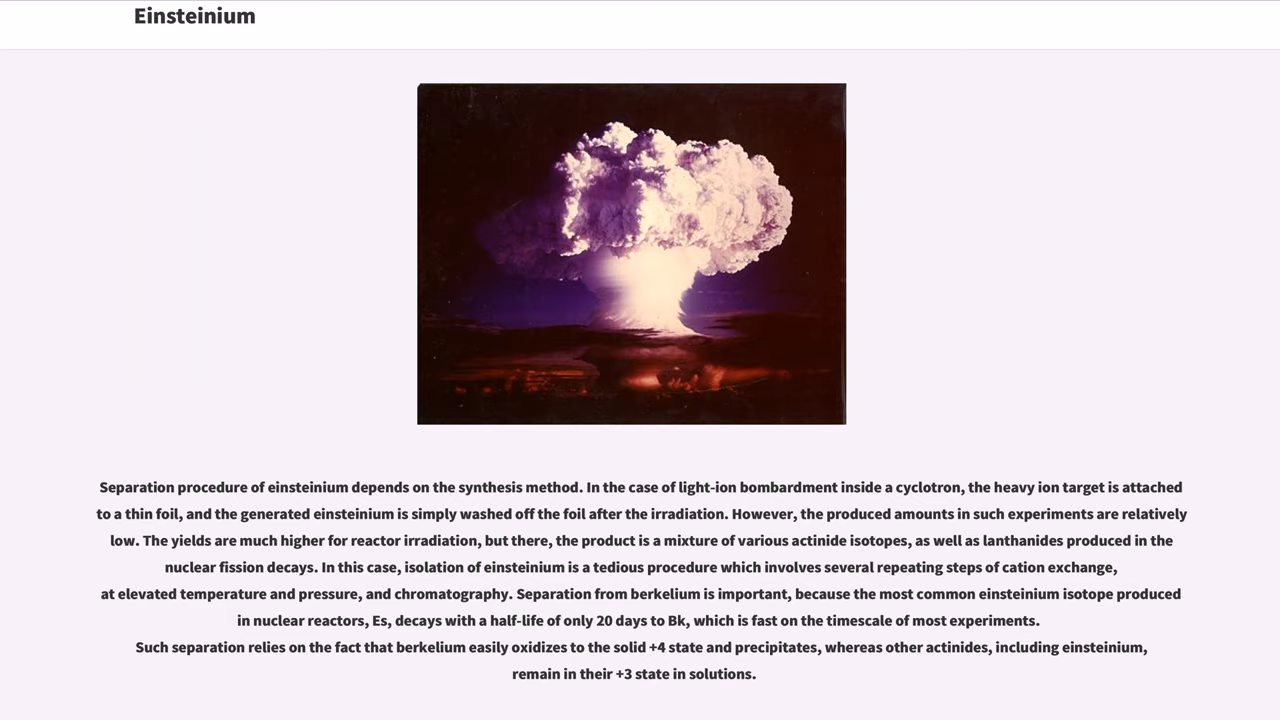 Einsteinium
Separation procedure of einsteinium depends on the synthesis method. In the case of light-ion bombardment inside a cyclotron, the heavy ion target is attached
to a thin foil, and the generated einsteinium is simply washed off the foil after the irradiation. However, the produced amounts in such experiments are relatively
low. The yields are much higher for reactor irradiation, but there, the product is a mixture of various actinide isotopes, as well as lanthanides produced in the
nuclear fission decays. In this case, isolation of einsteinium is a tedious procedure which involves several repeating steps of cation exchange,
at elevated temperature and pressure, and chromatography. Separation from berkelium is important, because the most common einsteinium isotope produced
in nuclear reactors, Es, decays with a half-life of only 20 days to Bk, which is fast on the timescale of most experiments.
Such separation relies on the fact that berkelium easily oxidizes to the solid +4 state and precipitates, whereas other actinides, including einsteinium,
remain in their +3 state in solutions.